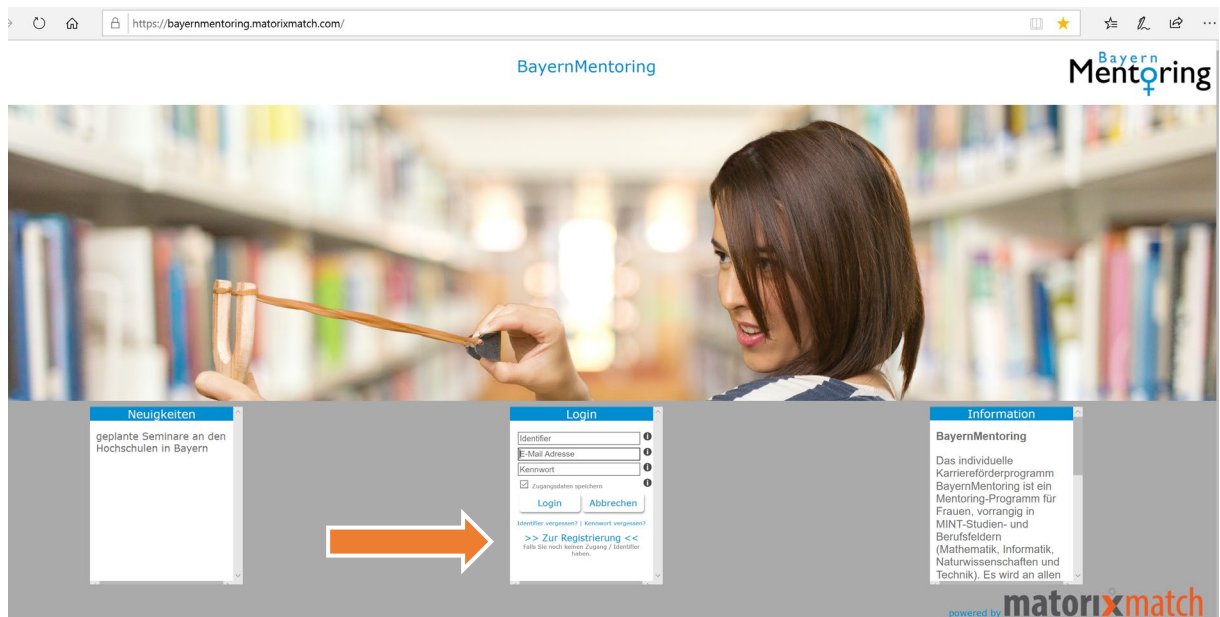 https://bayernmentoring.matorixmatch.com/
BayernMentoring
Bayern
Mentoring
Neuigkeiten
geplante Seminare an den
Hochschulen in Bayern
Login
Identifier
E-Mail Adresse
Kennwort
Zugangsdaten speichern
Login Abbrechen
Identifier vergessen? | Kennwort vergessen?
>> Zur Registrierung <<
Falls Sie noch keinen Zugang / Identifier
haben.
Information
BayernMentoring
Das individuelle
Karriereförderprogramm
BayernMentoring ist ein
Mentoring-Programm für
Frauen, vorrangig in
MINT-Studien- und
Berufsfeldern
(Mathematik, Informatik,
Naturwissenschaften und
Technik). Es wird an allen
powered by matorixmatch